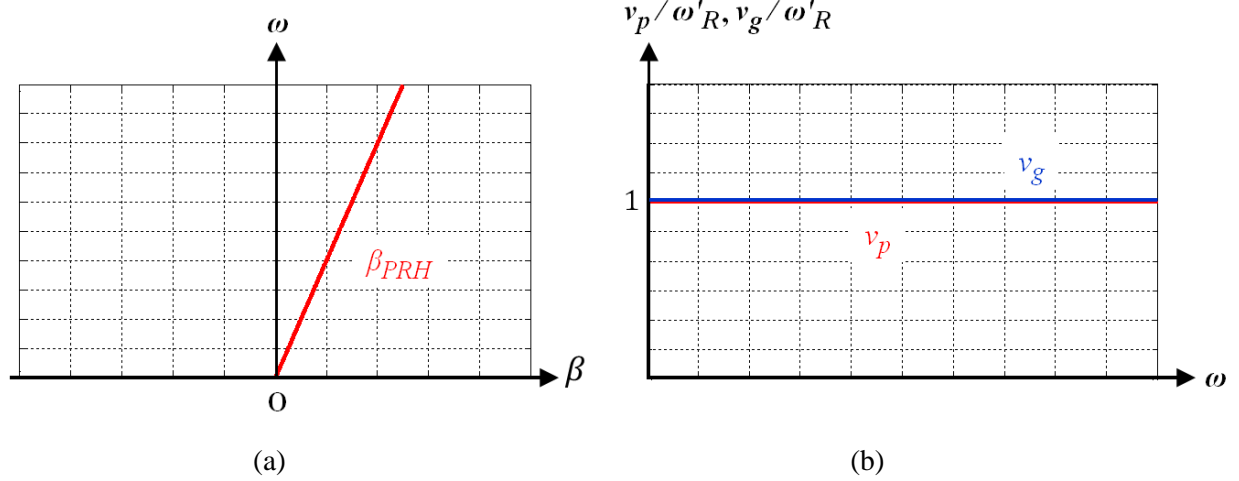 ω
β_PRH
β
O
(a)
v_p / ω'_R, v_g / ω'_R
v_g
1
v_p
ω
(b)